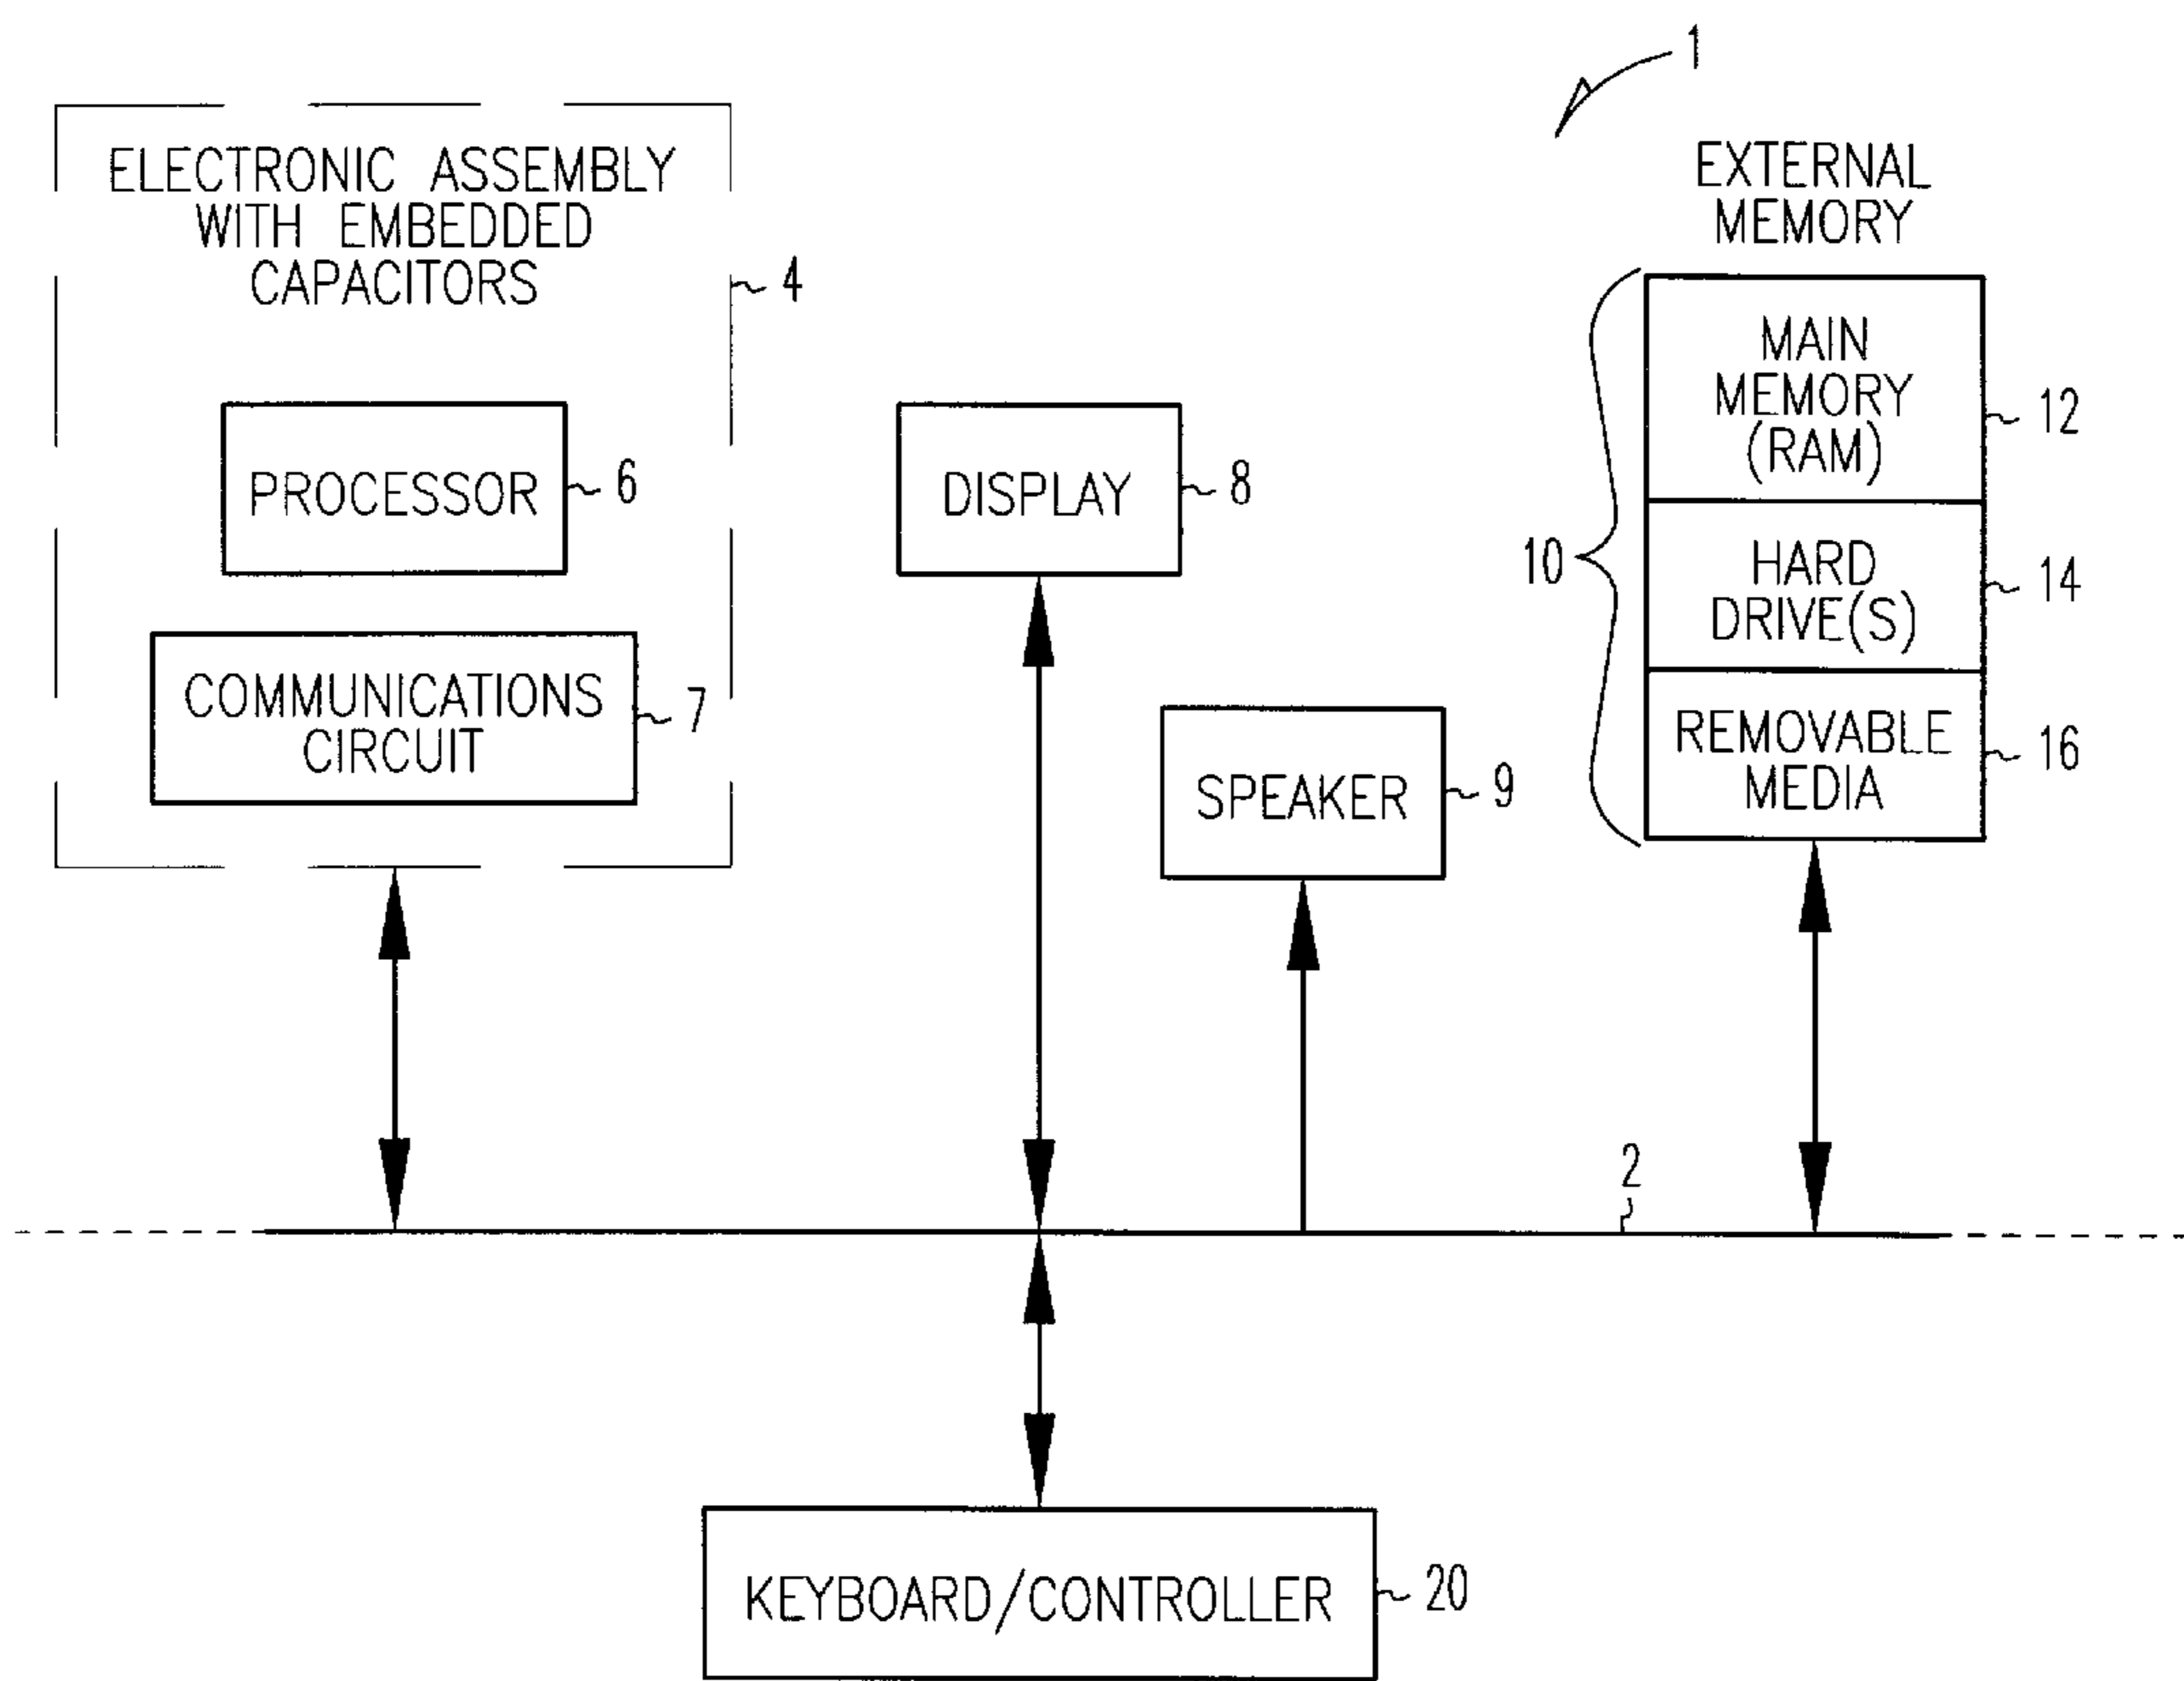 1
ELECTRONIC ASSEMBLY
WITH EMBEDDED
CAPACITORS
4
PROCESSOR
6
COMMUNICATIONS
CIRCUIT
7
DISPLAY
8
SPEAKER
9
EXTERNAL
MEMORY
10
MAIN
MEMORY
(RAM)
12
HARD
DRIVE(S)
14
REMOVABLE
MEDIA
16
2
KEYBOARD/CONTROLLER
20